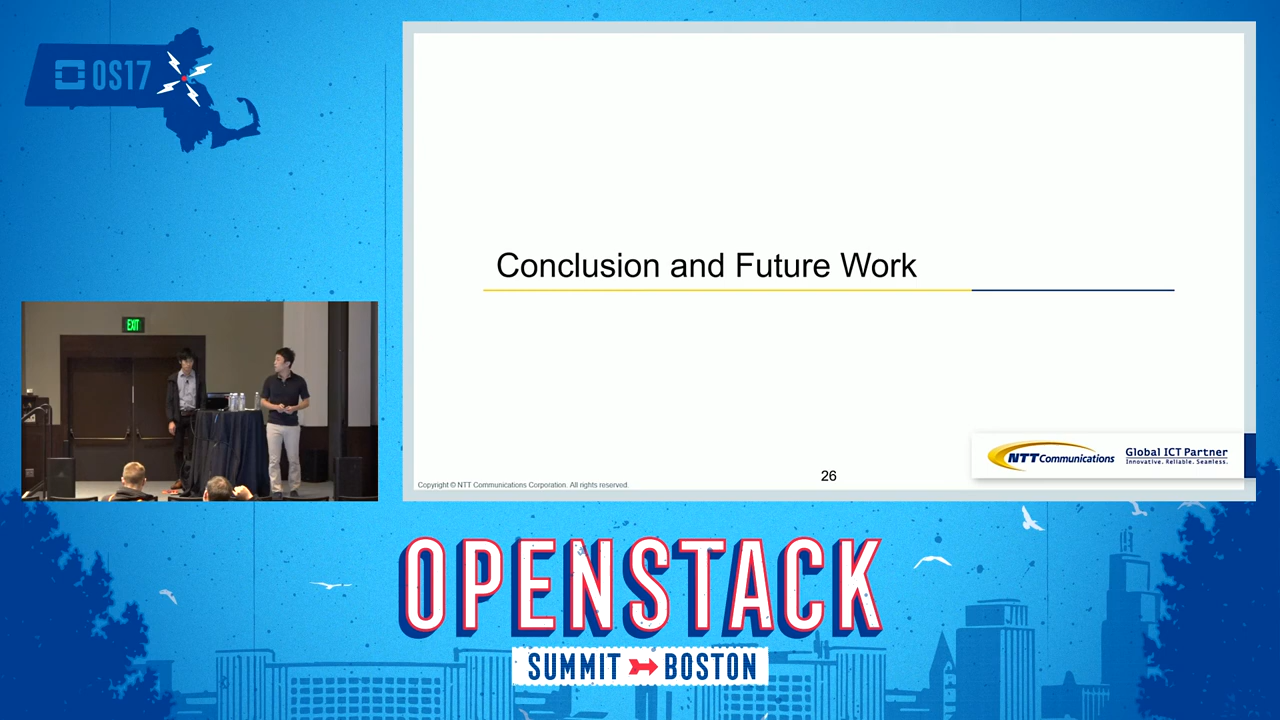 OS17
EXIT
Conclusion and Future Work
NTT Communications
Global ICT Partner
Innovative. Reliable. Seamless.
26
Copyright © NTT Communications Corporation. All rights reserved.
OPENSTACK
SUMMIT BOSTON